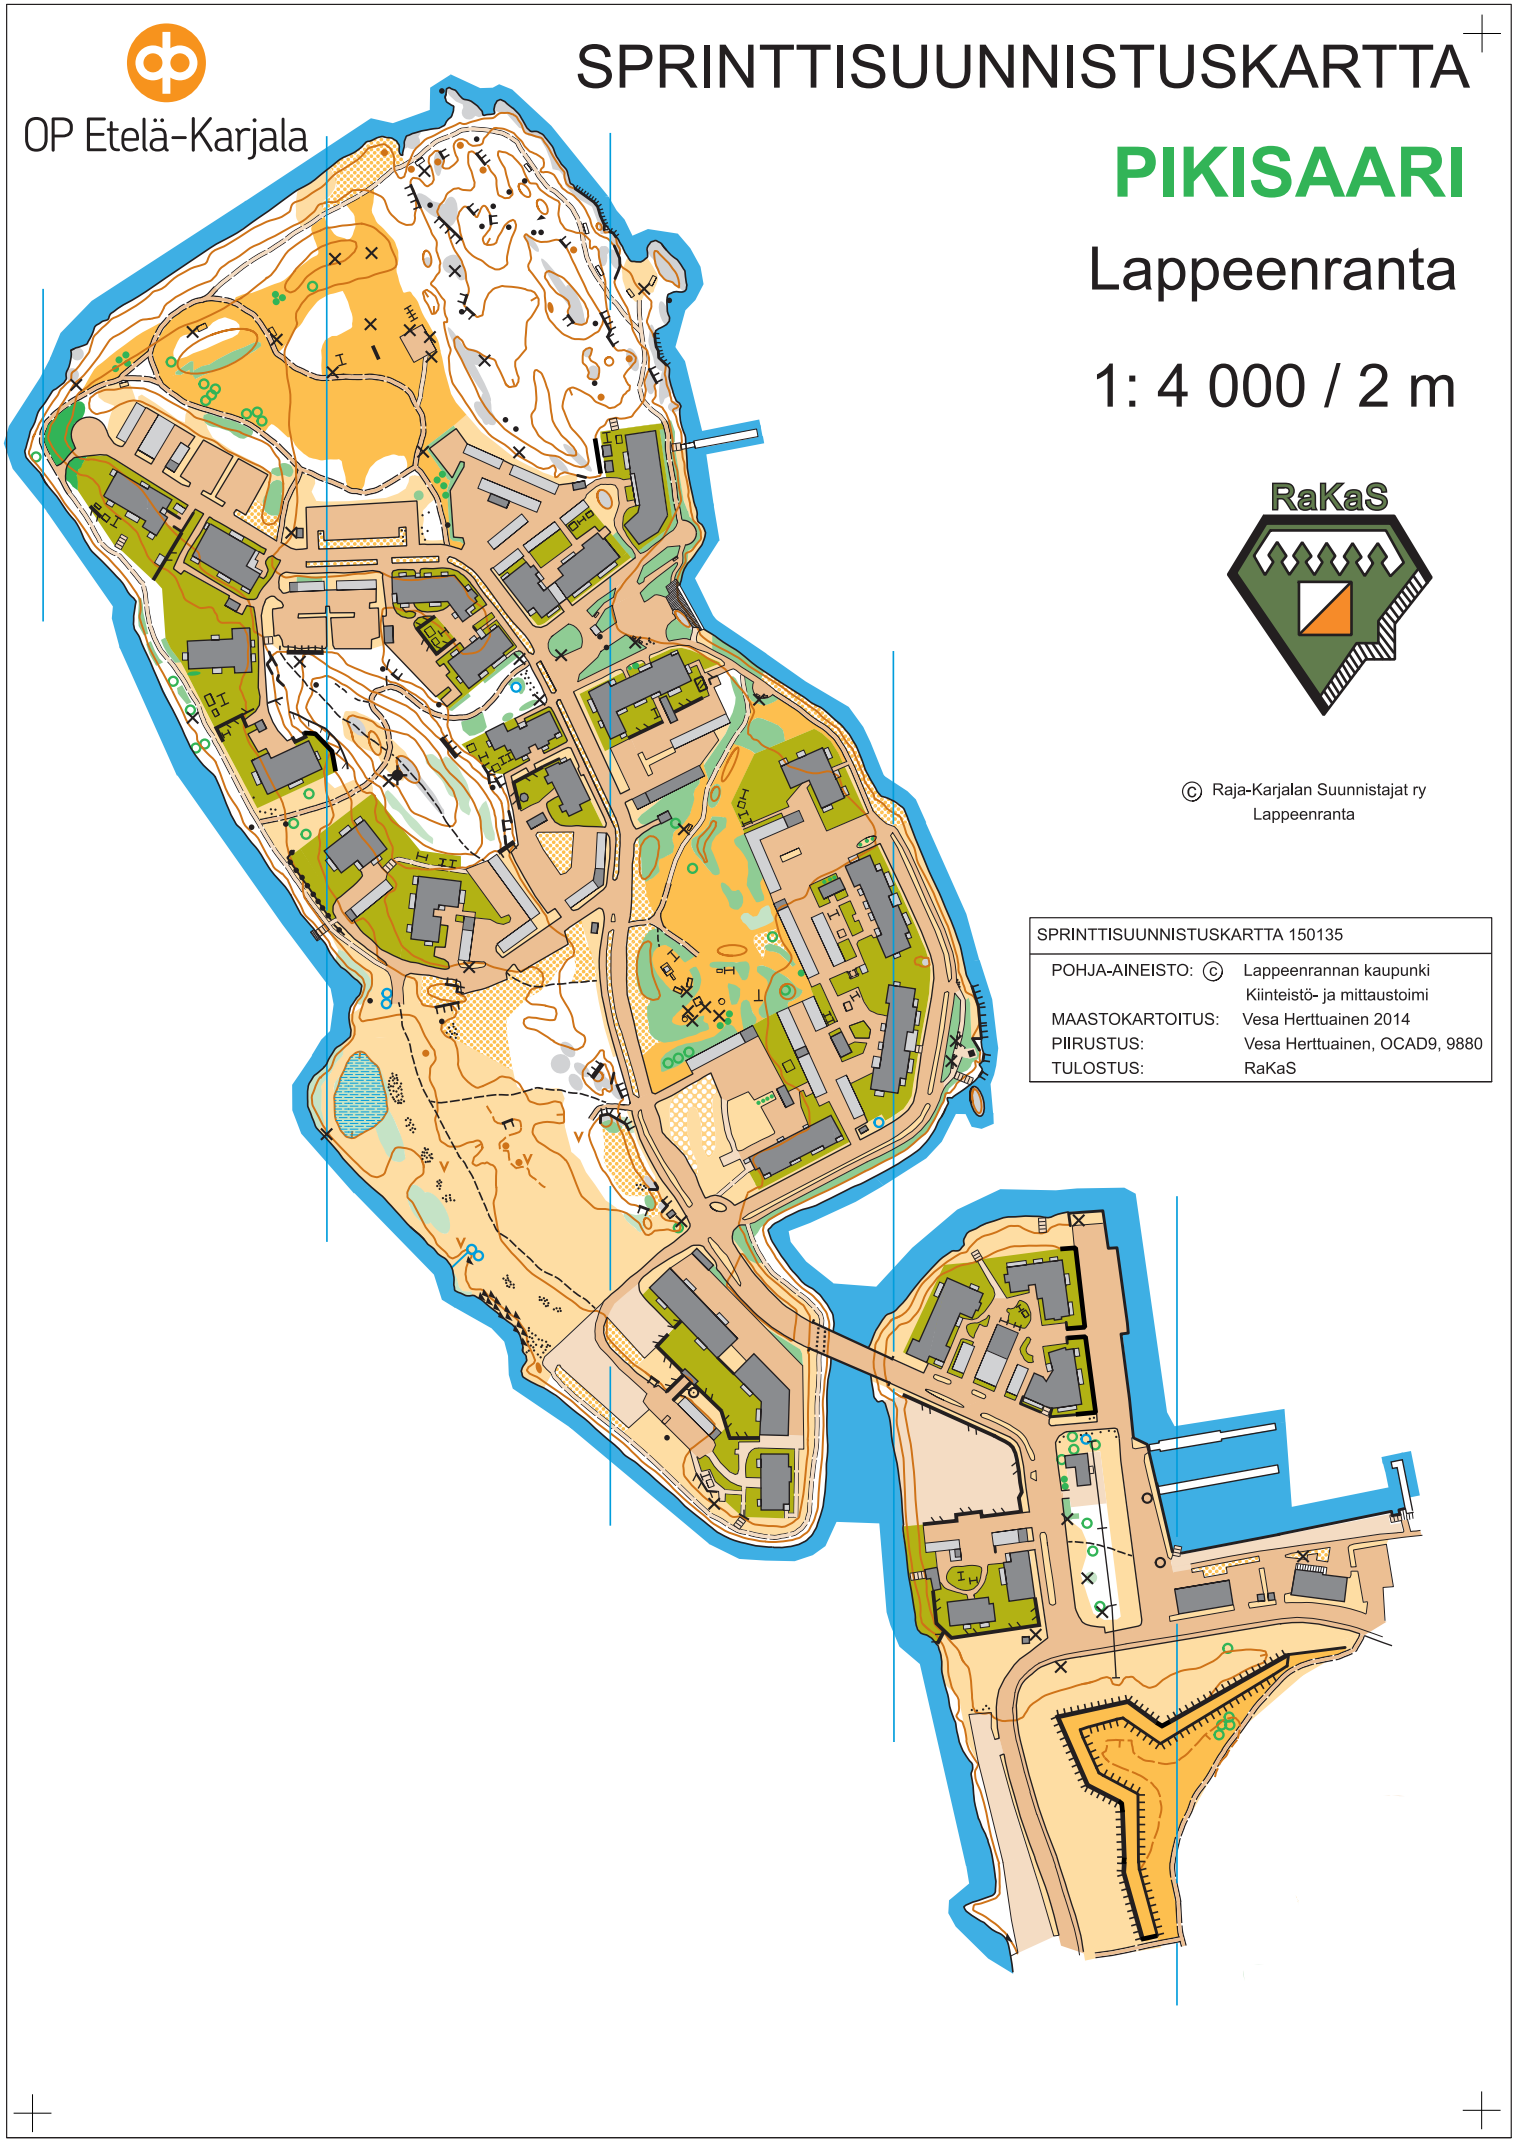 SPRINTTISUUNNISTUSKARTTA
OP Etelä-Karjala
PIKISAARI
Lappeenranta
1: 4 000 / 2 m
RaKaS
© Raja-Karjalan Suunnistajat ry
Lappeenranta
SPRINTTISUUNNISTUSKARTTA 150135
POHJA-AINEISTO: © Lappeenrannan kaupunki
Kiinteistö- ja mittaustoimi
MAASTOKARTOITUS: Vesa Herttuainen 2014
PIIRUSTUS: Vesa Herttuainen, OCAD9, 9880
TULOSTUS: RaKaS